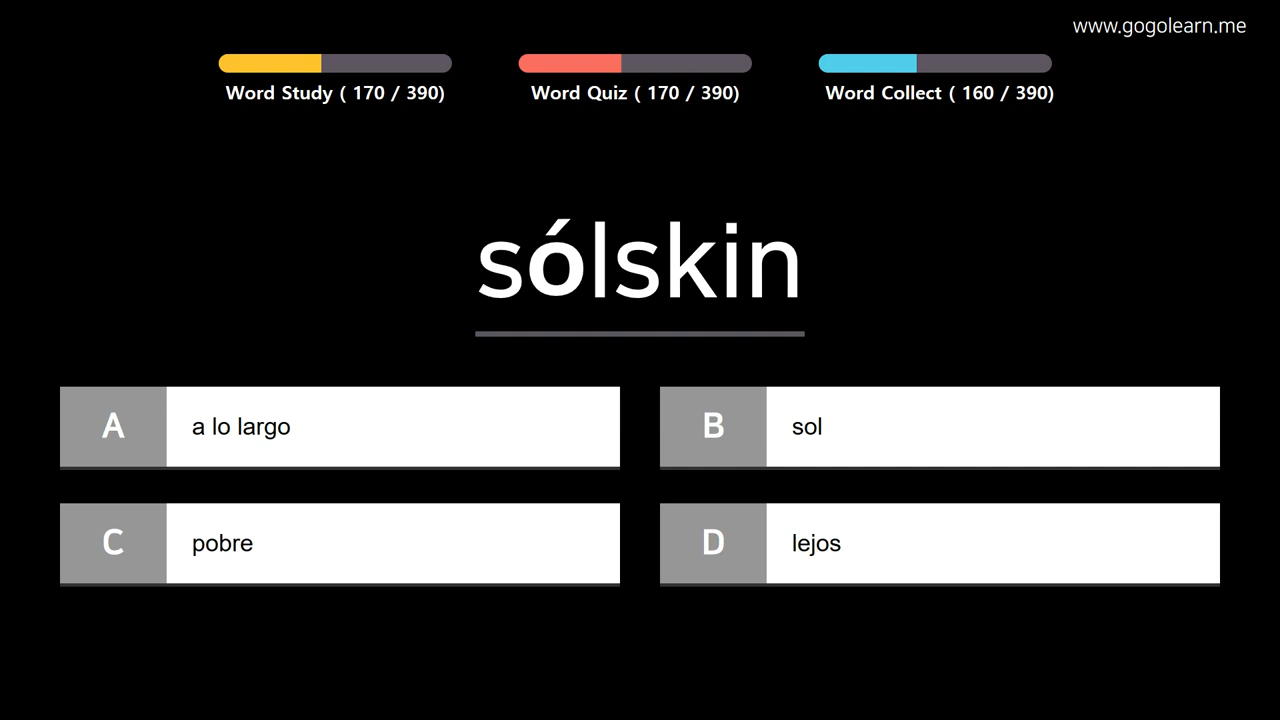 www.gogolearn.me
Word Study ( 170 / 390)
Word Quiz ( 170 / 390)
Word Collect ( 160 / 390)
sólskin
A a lo largo
B sol
C pobre
D lejos